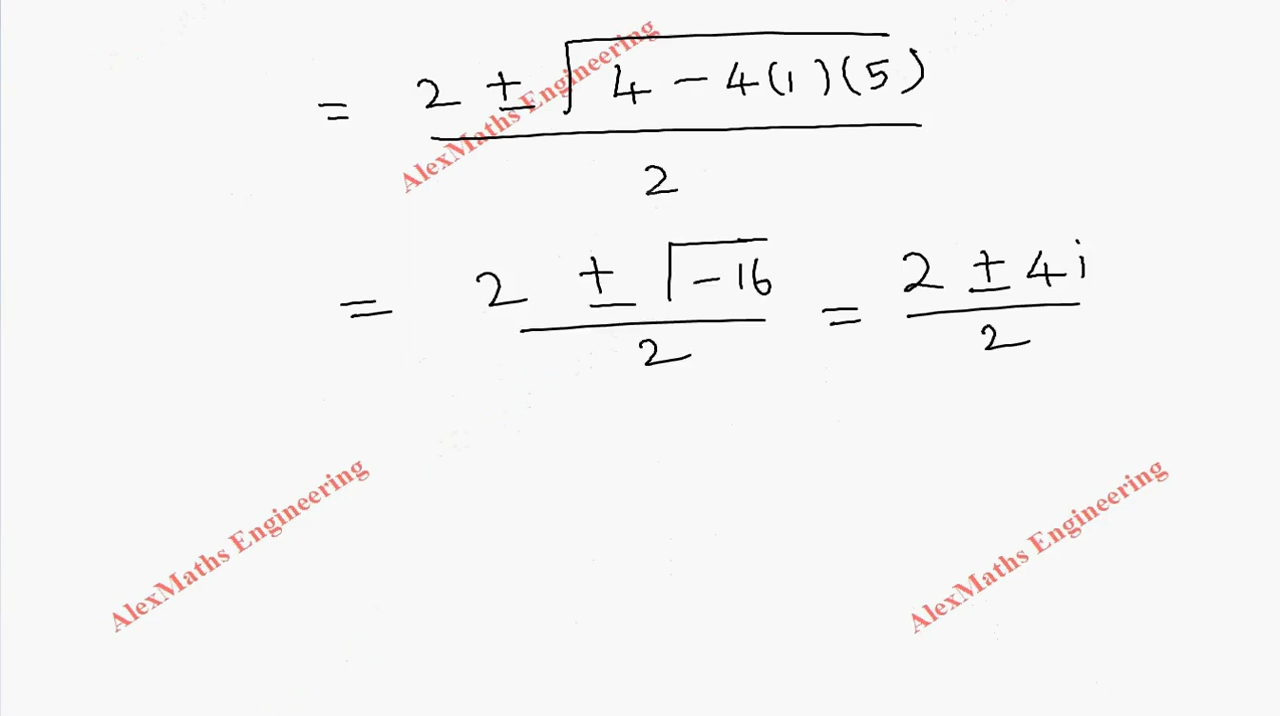 = 2 ± √(4 - 4(1)(5)) / 2
= 2 ± √-16 / 2 = 2 ± 4i / 2
AlexMaths Engineering
AlexMaths Engineering
AlexMaths Engineering